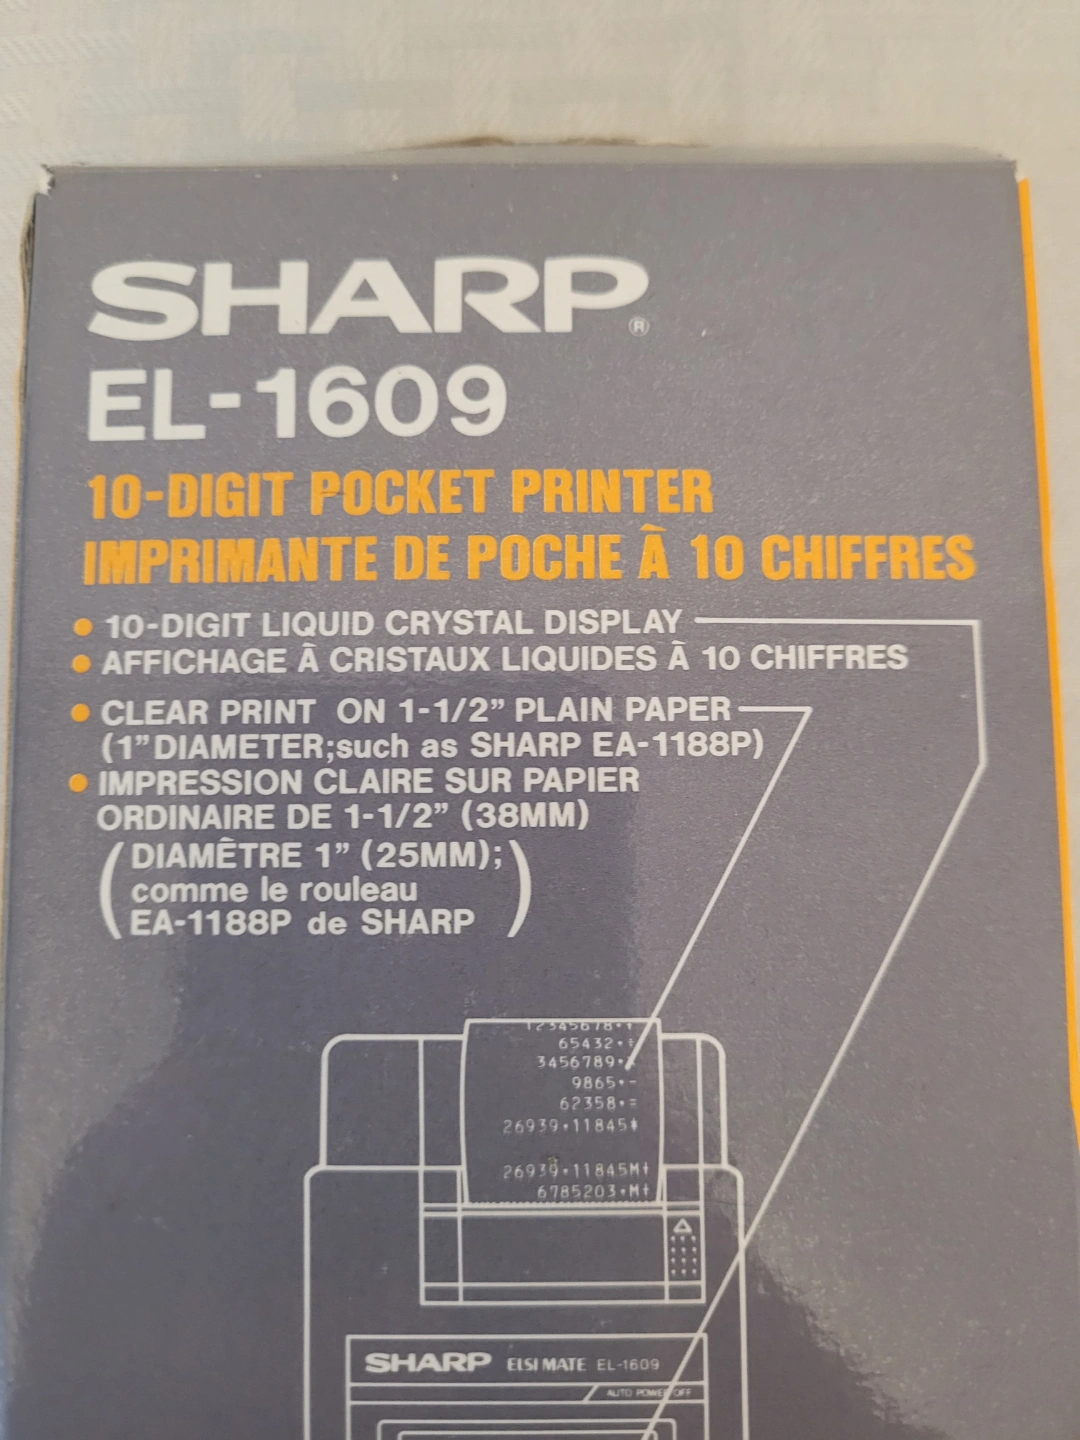 SHARP®
EL-1609
10-DIGIT POCKET PRINTER
IMPRIMANTE DE POCHE À 10 CHIFFRES
• 10-DIGIT LIQUID CRYSTAL DISPLAY
• AFFICHAGE À CRISTAUX LIQUIDES À 10 CHIFFRES
• CLEAR PRINT ON 1-1/2” PLAIN PAPER
(1”DIAMETER;such as SHARP EA-1188P)
• IMPRESSION CLAIRE SUR PAPIER
ORDINAIRE DE 1-1/2” (38MM)
(DIAMÈTRE 1” (25MM);
comme le rouleau
EA-1188P de SHARP)
12345678•+
65432•+
3456789•
9865•-
62358•=
26939•11845*
26939•11845M+
6785203•M+
SHARP ELSI MATE EL-1609
AUTO POWER OFF